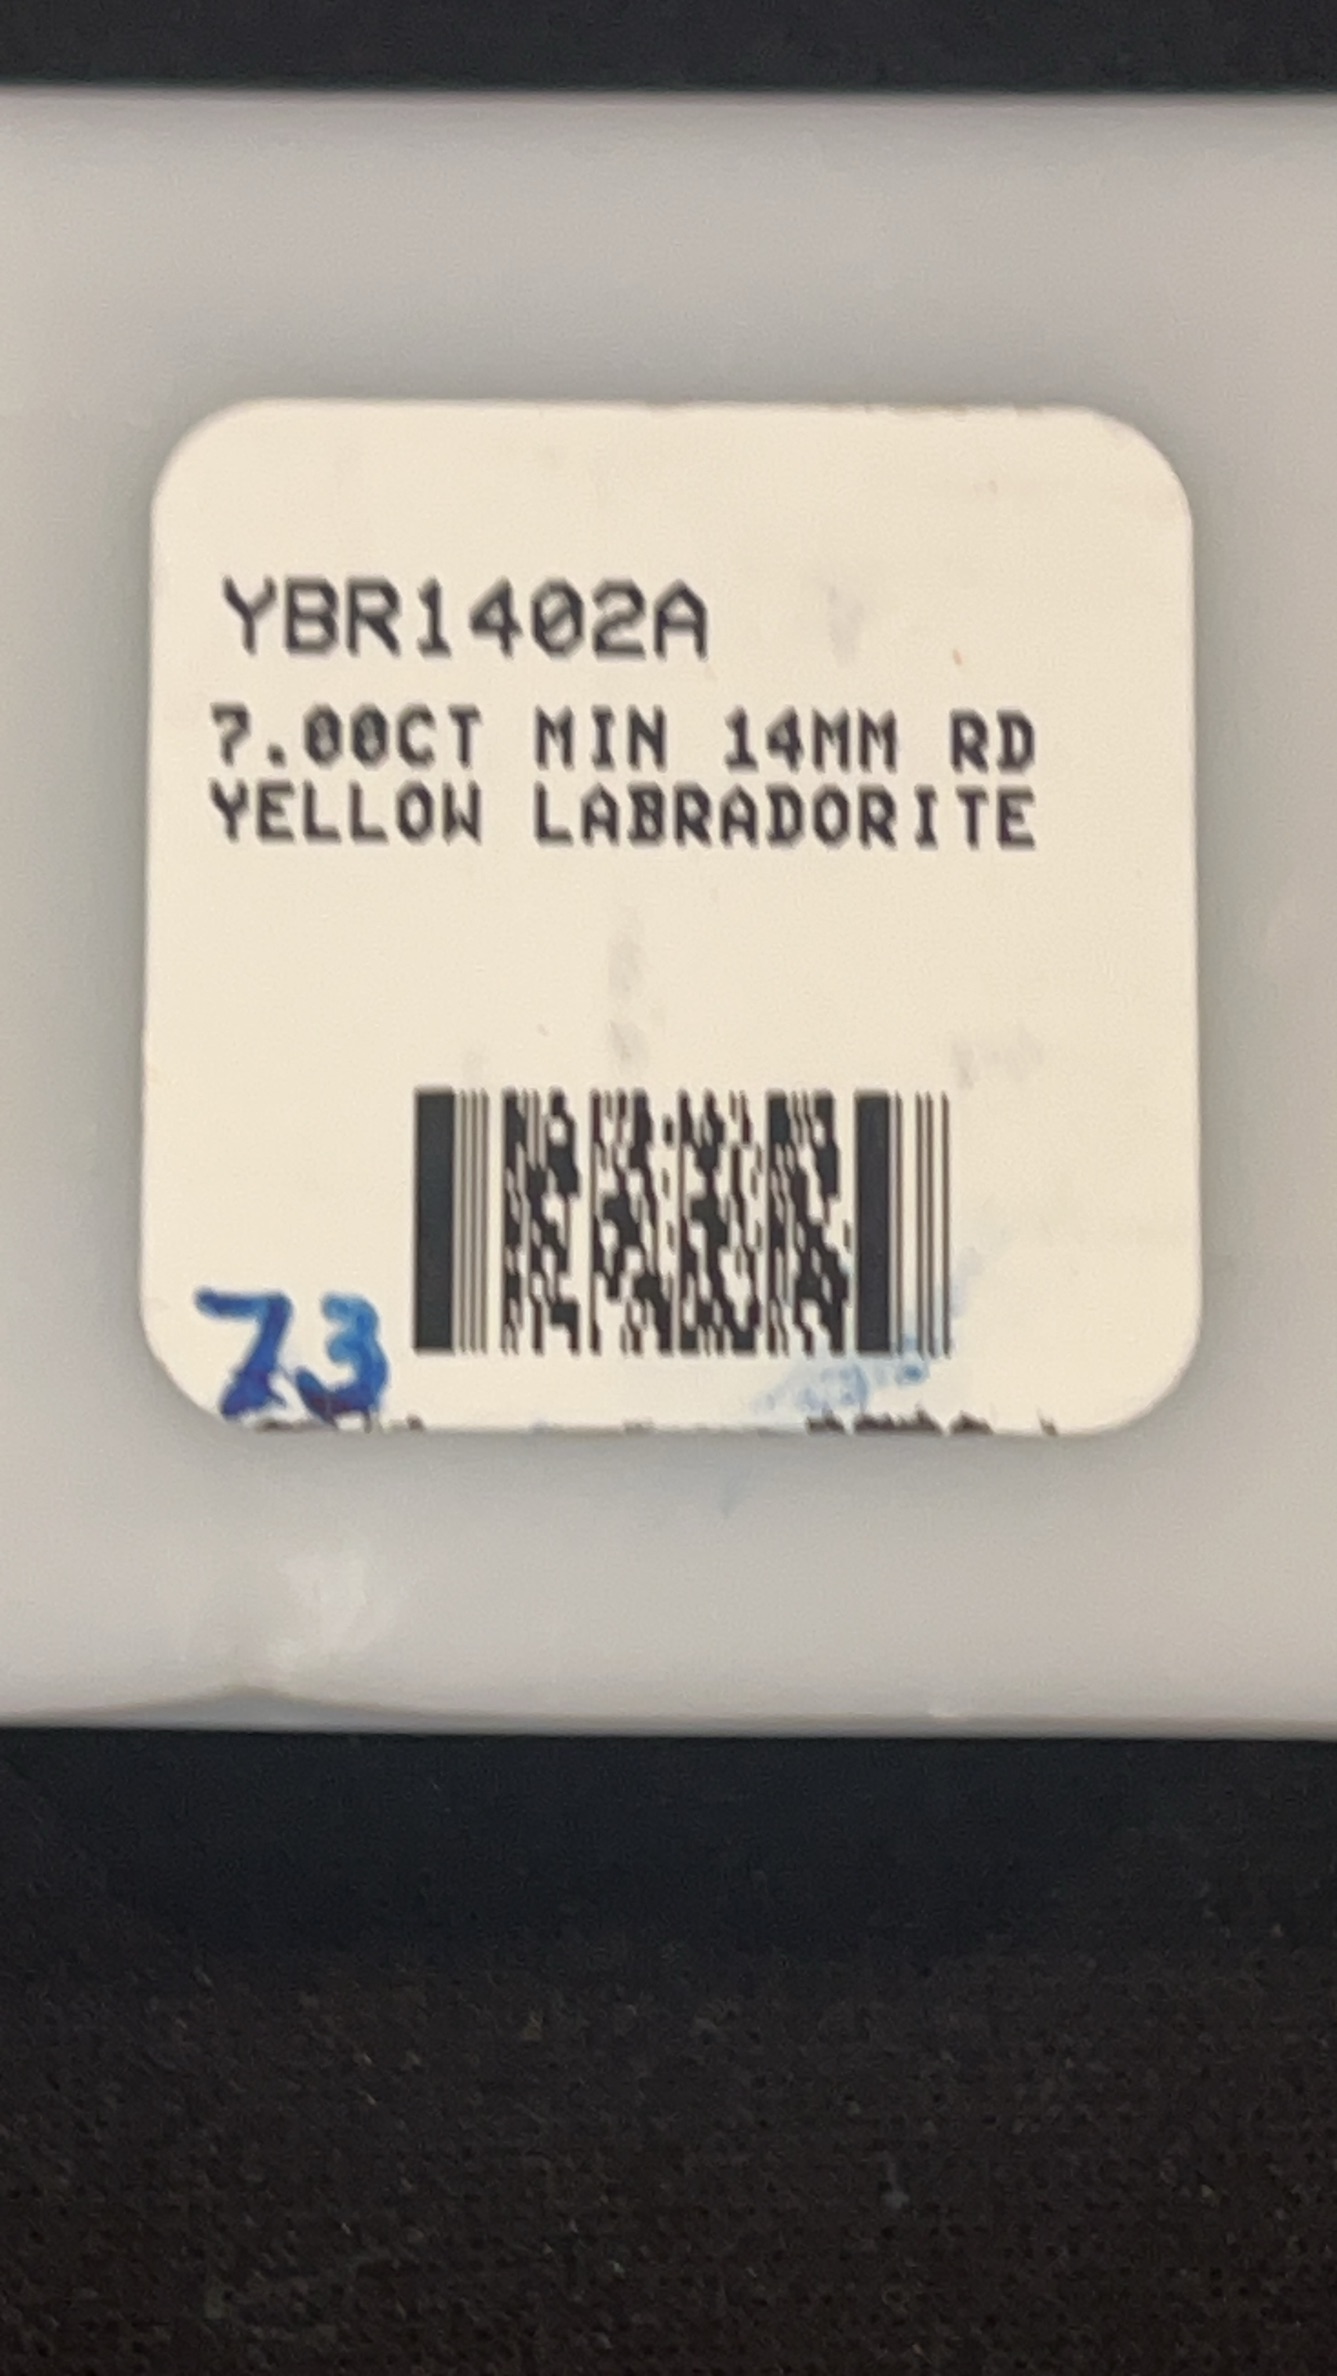 YBR1402A
7.00CT MIN 14MM RD
YELLOW LABRADORITE
73